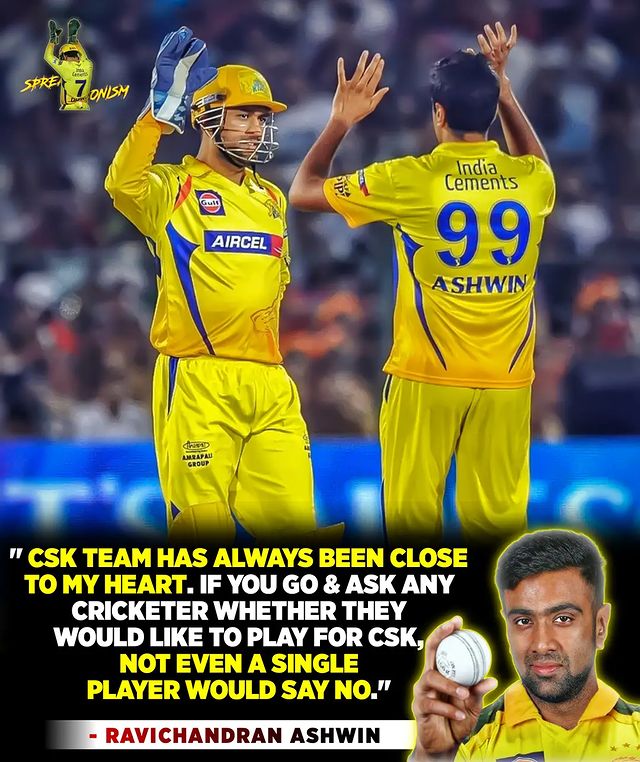 SPRE
ONISM
7
Gulf
AIRCEL
India
Cements
99
ASHWIN
AMRAPALI
GROUP
" CSK TEAM HAS ALWAYS BEEN CLOSE
TO MY HEART. IF YOU GO & ASK ANY
CRICKETER WHETHER THEY
WOULD LIKE TO PLAY FOR CSK,
NOT EVEN A SINGLE
PLAYER WOULD SAY NO."
- RAVICHANDRAN ASHWIN